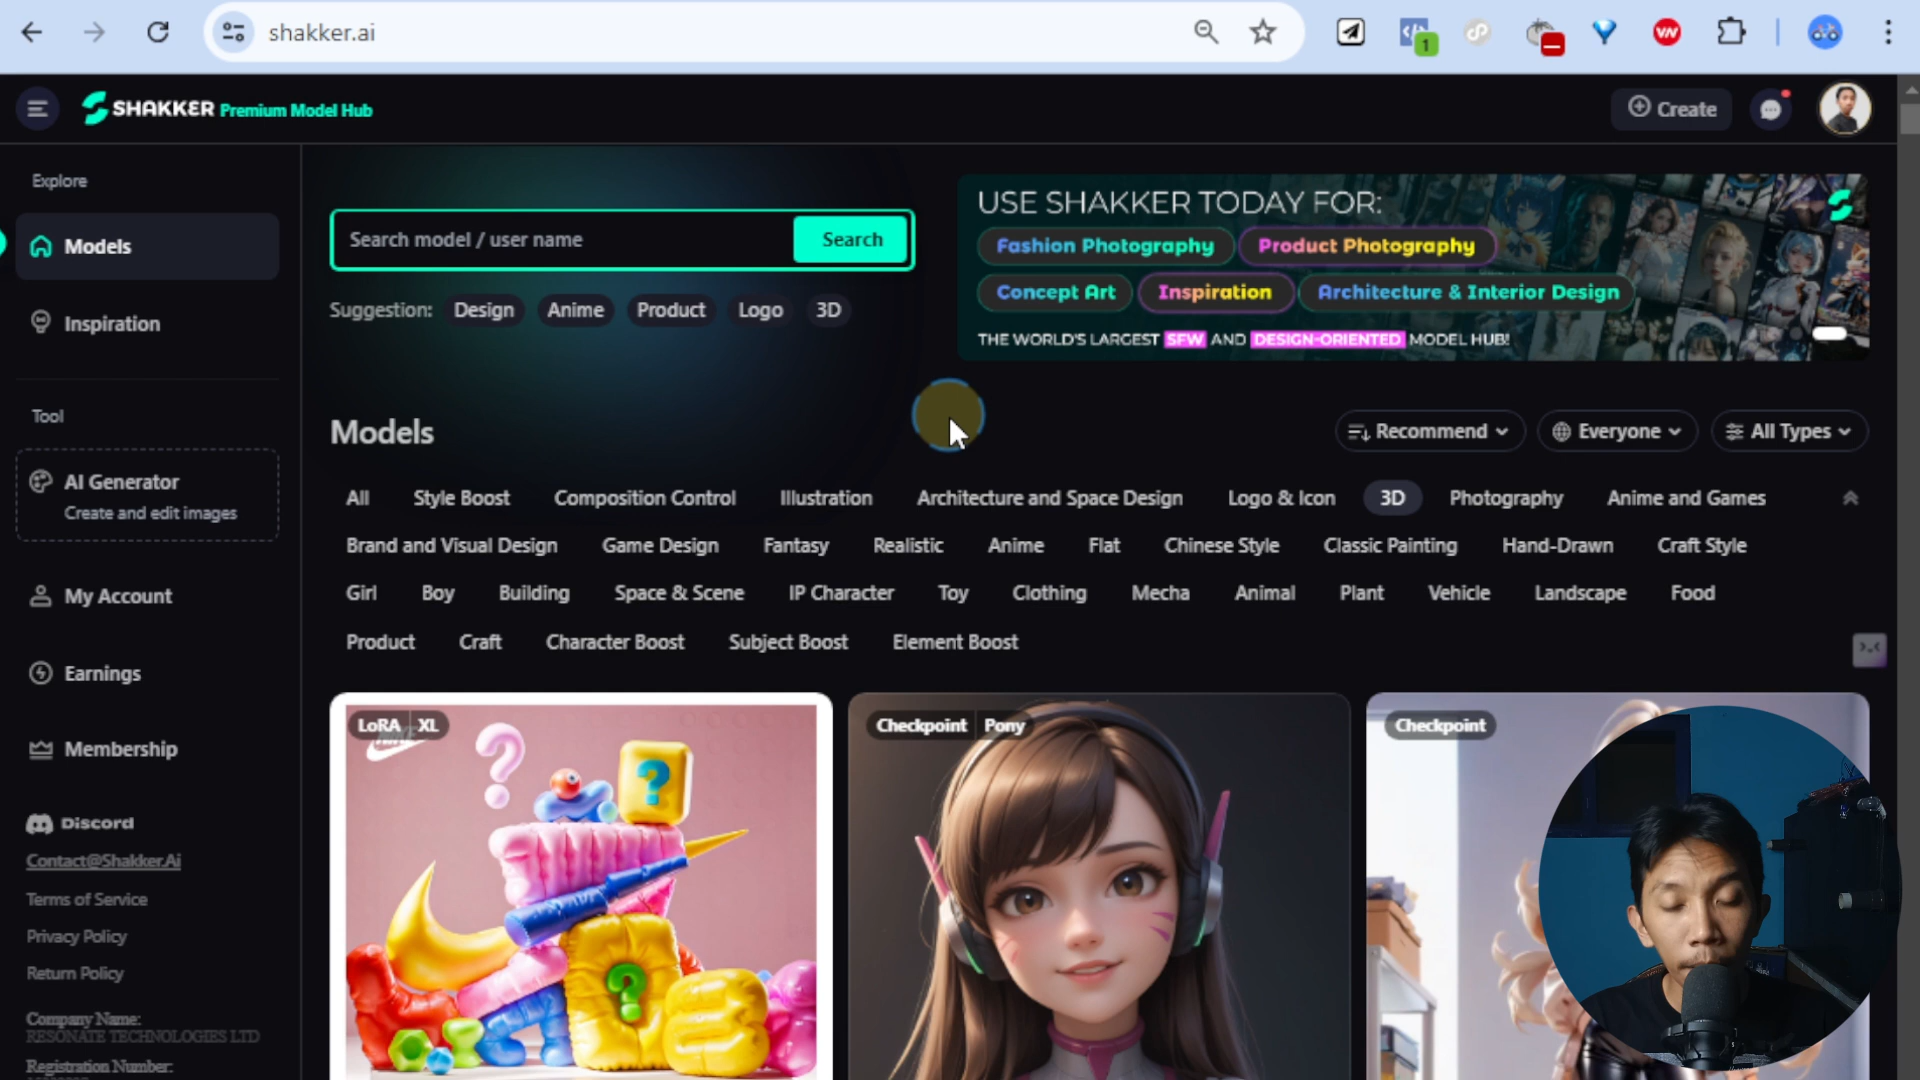 shakker.ai
1
SHAKKER Premium Model Hub
Create
Explore
Models
Inspiration
Tool
AI Generator
Create and edit images
My Account
Earnings
Membership
Discord
Contact@Shakker.Ai
Terms of Service
Privacy Policy
Return Policy
Company Name:
RESONATE TECHNOLOGIES LTD
Registration Number:
Search model / user name
Search
Suggestion: Design Anime Product Logo 3D
USE SHAKKER TODAY FOR:
Fashion Photography Product Photography
Concept Art Inspiration Architecture & Interior Design
THE WORLD'S LARGEST SFW AND DESIGN-ORIENTED MODEL HUB!
Models
Recommend Everyone All Types
All Style Boost Composition Control Illustration Architecture and Space Design Logo & Icon 3D Photography Anime and Games
Brand and Visual Design Game Design Fantasy Realistic Anime Flat Chinese Style Classic Painting Hand-Drawn Craft Style
Girl Boy Building Space & Scene IP Character Toy Clothing Mecha Animal Plant Vehicle Landscape Food
Product Craft Character Boost Subject Boost Element Boost
LoRA XL
? ?
?
Checkpoint Pony
Checkpoint